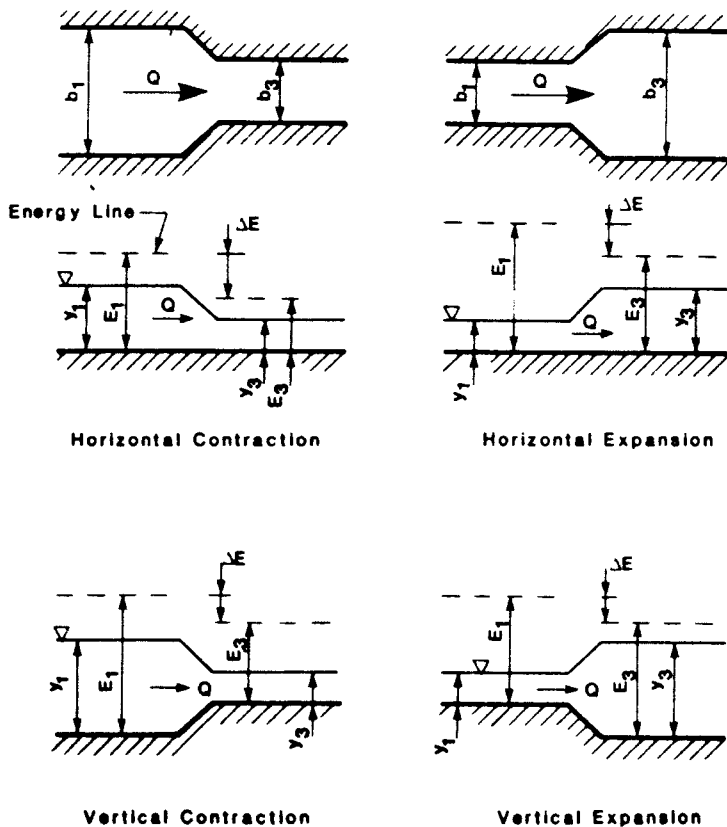 b1
Q
b3
b1
Q
b3
Energy Line
ΔE
y1
E1
Q
y3
E3
ΔE
E1
y1
Q
E3
y3
Horizontal Contraction
Horizontal Expansion
ΔE
y1
E1
Q
E3
y3
ΔE
E1
y1
Q
E3
y3
Vertical Contraction
Vertical Expansion